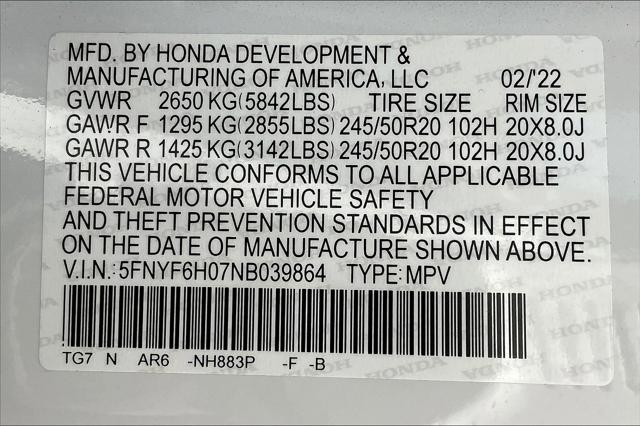 MFD. BY HONDA DEVELOPMENT &
MANUFACTURING OF AMERICA, LLC 02/'22
GVWR 2650 KG(5842LBS) TIRE SIZE RIM SIZE
GAWR F 1295 KG(2855LBS) 245/50R20 102H 20X8.0J
GAWR R 1425 KG(3142LBS) 245/50R20 102H 20X8.0J
THIS VEHICLE CONFORMS TO ALL APPLICABLE
FEDERAL MOTOR VEHICLE SAFETY
AND THEFT PREVENTION STANDARDS IN EFFECT
ON THE DATE OF MANUFACTURE SHOWN ABOVE.
V.I.N.:5FNYF6H07NB039864 TYPE:MPV
TG7 N AR6 -NH883P -F -B